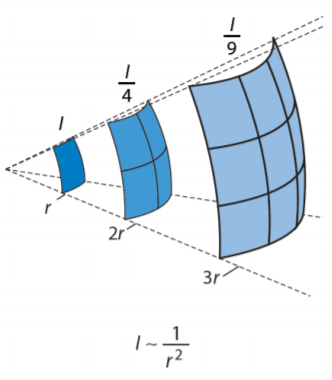 I/9
I/4
I
r
2r
3r
I ~ 1/r²